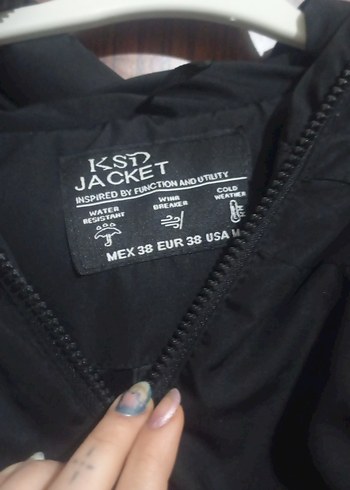 KSD
JACKET
INSPIRED BY FUNCTION AND UTILITY
WATER
RESISTANT
WIND
BREAKER
COLD
WEATHER
MEX 38 EUR 38 USA M